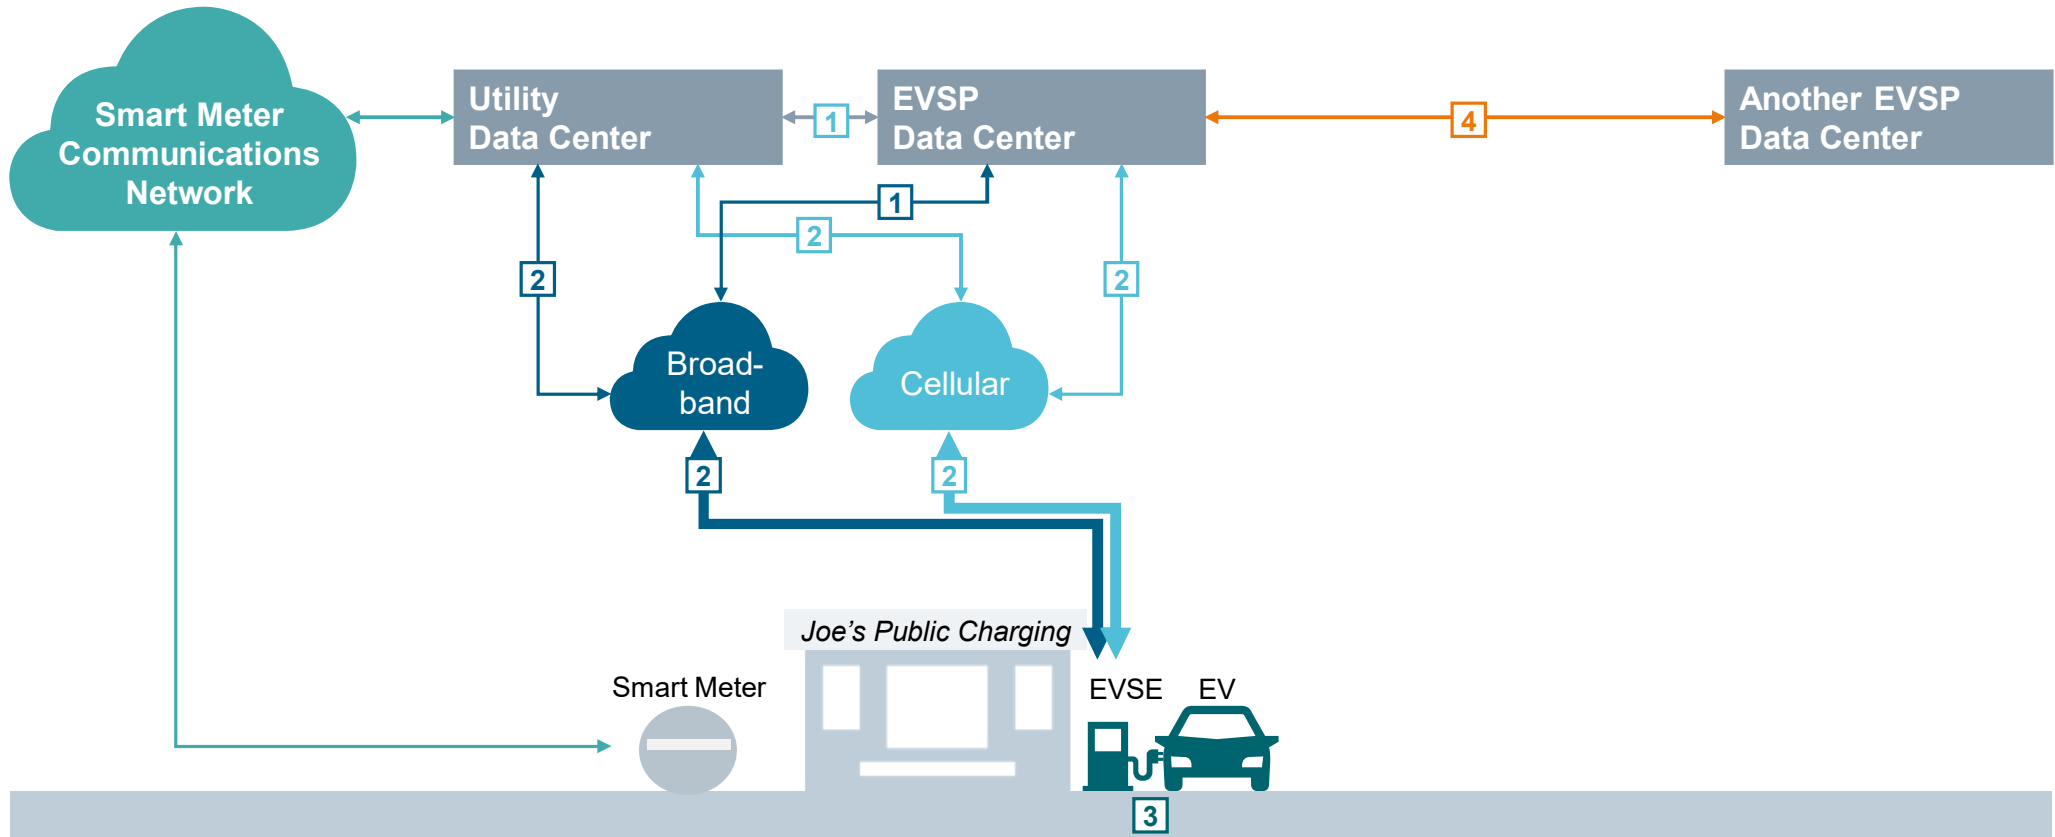 Smart Meter
Communications
Network
Utility
Data Center
1
EVSP
Data Center
4
Another EVSP
Data Center
1
2
2
2
Broad-
band
Cellular
2
2
Joe's Public Charging
Smart Meter
EVSE
EV
3